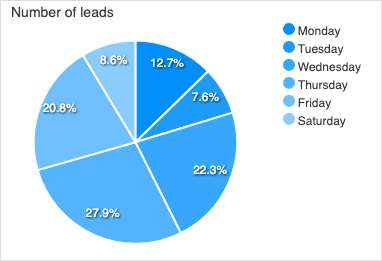 Number of leads
Monday
Tuesday
Wednesday
Thursday
Friday
Saturday
12.7%
7.6%
22.3%
27.9%
20.8%
8.6%